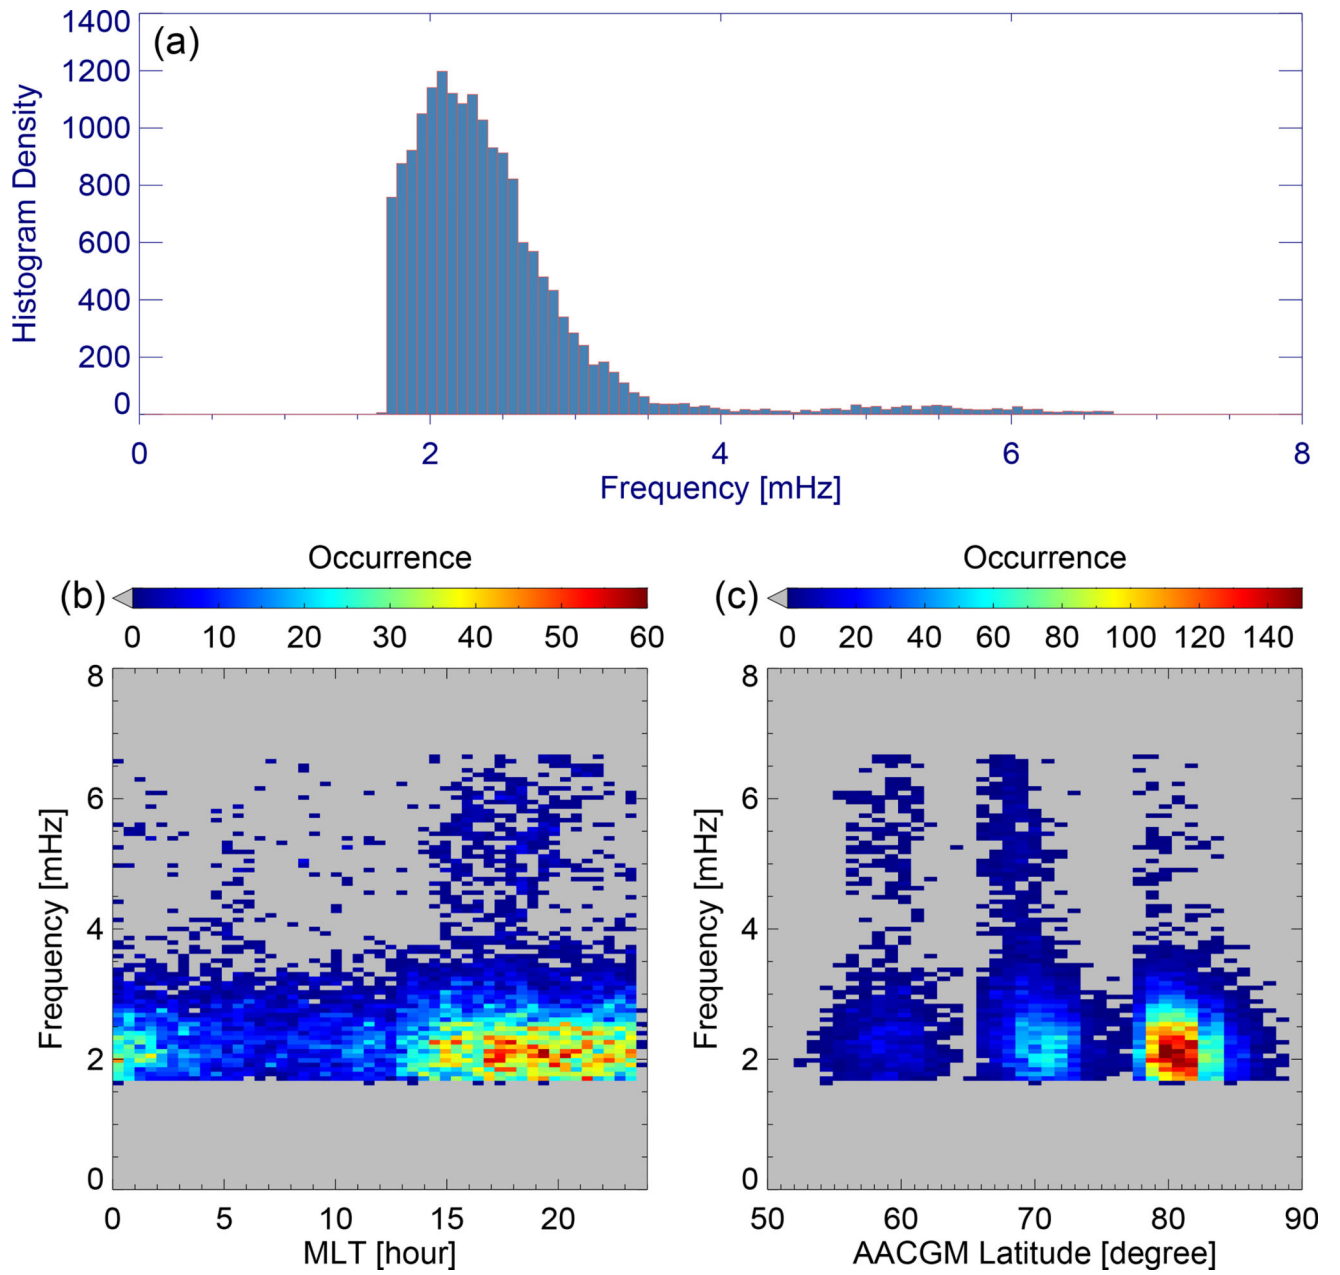 (a)
1400
1200
1000
800
600
400
200
0
Histogram Density
0 2 4 6 8
Frequency [mHz]
Occurrence
(b)
0 10 20 30 40 50 60
8
6
4
2
0
Frequency [mHz]
0 5 10 15 20
MLT [hour]
Occurrence
(c)
0 20 40 60 80 100 120 140
8
6
4
2
0
Frequency [mHz]
50 60 70 80 90
AACGM Latitude [degree]